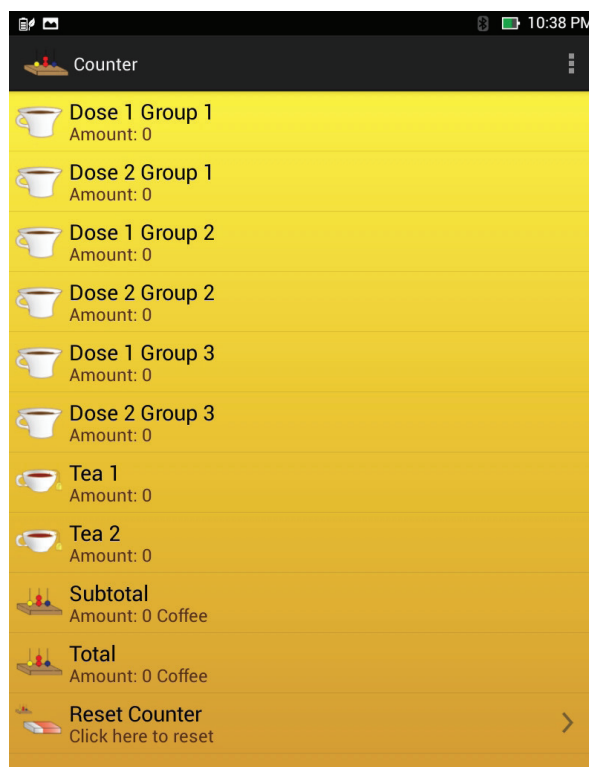 10:38 PM
Counter
Dose 1 Group 1
Amount: 0
Dose 2 Group 1
Amount: 0
Dose 1 Group 2
Amount: 0
Dose 2 Group 2
Amount: 0
Dose 1 Group 3
Amount: 0
Dose 2 Group 3
Amount: 0
Tea 1
Amount: 0
Tea 2
Amount: 0
Subtotal
Amount: 0 Coffee
Total
Amount: 0 Coffee
Reset Counter
Click here to reset